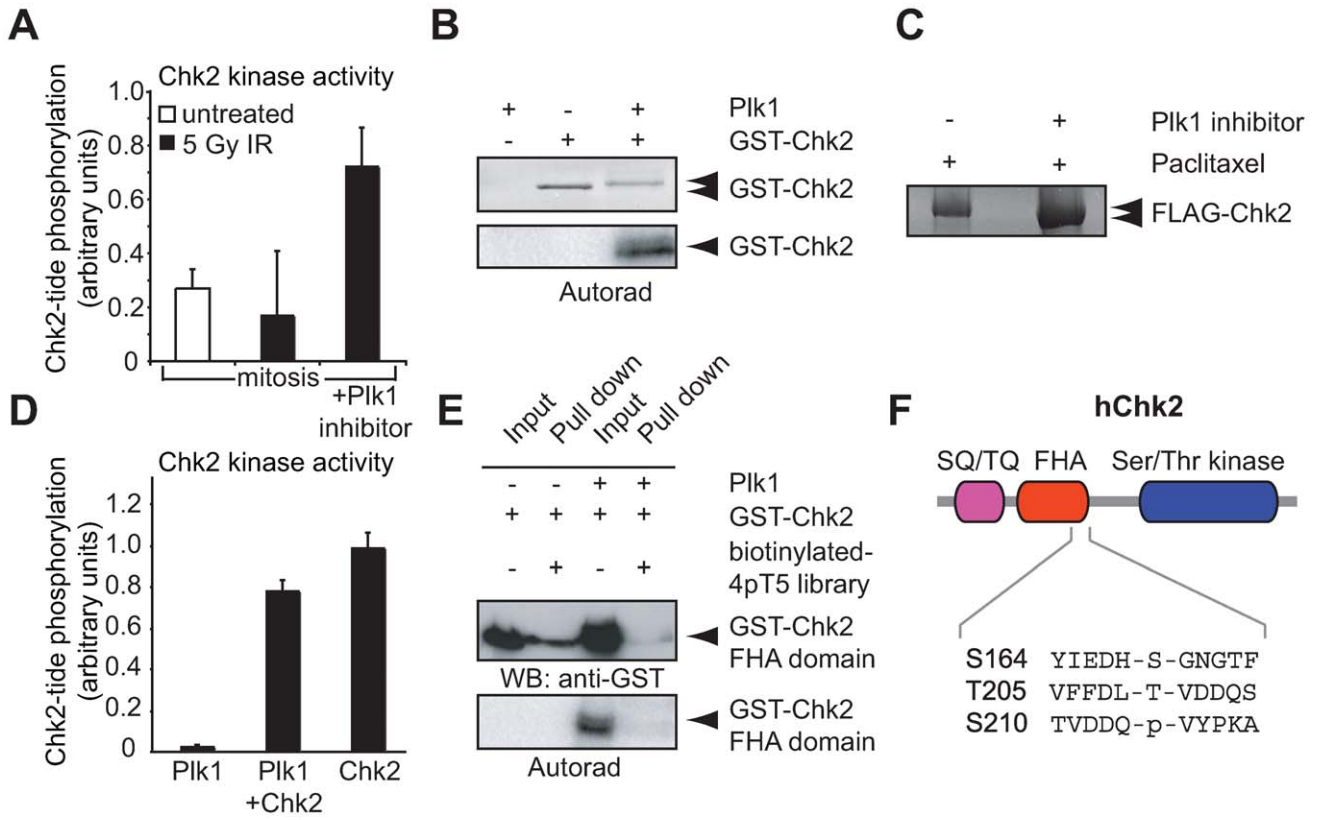 A
Chk2 kinase activity
Chk2-tide phosphorylation
(arbitrary units)
1.0
0.8
0.6
0.4
0.2
0
untreated
5 Gy IR
mitosis
+Plk1
inhibitor
B
+ - + Plk1
- + + GST-Chk2
GST-Chk2
GST-Chk2
Autorad
C
- + Plk1 inhibitor
+ + Paclitaxel
FLAG-Chk2
D
Chk2 kinase activity
Chk2-tide phosphorylation
(arbitrary units)
1.2
1.0
0.8
0.6
0.4
0.2
0
Plk1
Plk1
+Chk2
Chk2
E
Input
Pull down
Input
Pull down
- - + + Plk1
+ + + + GST-Chk2
biotinylated-
- + - + 4pT5 library
GST-Chk2
FHA domain
WB: anti-GST
GST-Chk2
FHA domain
Autorad
F
hChk2
SQ/TQ FHA Ser/Thr kinase
S164 YIEDH-S-GNGTF
T205 VFFDL-T-VDDQS
S210 TVDDQ-p-VYPKA